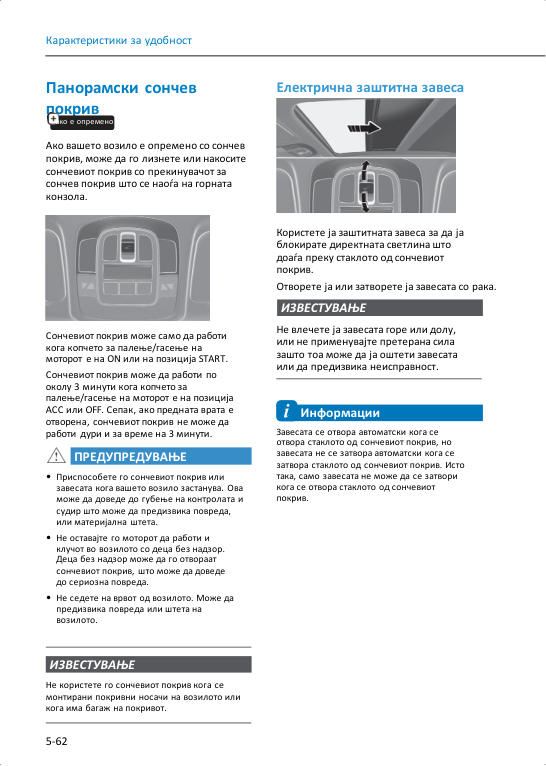 Карактеристики за удобност
Панорамски сончев
покрив
ако е опремено
Ако вашето возило е опремено со сончев
покрив, може да го лизнете или накосите
сончевиот покрив со прекинувачот за
сончев покрив што се наоѓа на горната
конзола.
Сончевиот покрив може само да работи
кога копчето за палење/гасење на
моторот е на ON или на позиција START.
Сончевиот покрив може да работи по
околу 3 минути кога копчето за
палење/гасење на моторот е на позиција
ACC или OFF. Сепак, ако предната врата е
отворена, сончевиот покрив не може да
работи дури и за време на 3 минути.
ПРЕДУПРЕДУВАЊЕ
• Приспособете го сончевиот покрив или
завесата кога вашето возило застанува. Ова
може да доведе до губење на контролата и
судир што може да предизвика повреда,
или материјална штета.
• Не оставајте го моторот да работи и
клучот во возилото со деца без надзор.
Деца без надзор може да го отвораат
сончевиот покрив, што може да доведе
до сериозна повреда.
• Не седете на врвот од возилото. Може да
предизвика повреда или штета на
возилото.
ИЗВЕСТУВАЊЕ
Не користете го сончевиот покрив кога се
монтирани покривни носачи на возилото или
кога има багаж на покривот.
5-62
Електрична заштитна завеса
Користете ја заштитната завеса за да ја
блокирате директната светлина што
доаѓа преку стаклото од сончевиот
покрив.
Отворете ја или затворете ја завесата со рака.
ИЗВЕСТУВАЊЕ
Не влечете ја завесата горе или долу,
или не применувајте претерана сила
зашто тоа може да ја оштети завесата
или да предизвика неисправност.
i Информации
Завесата се отвора автоматски кога се
отвора стаклото од сончевиот покрив, но
завесата не се затвора автоматски кога се
затвора стаклото од сончевиот покрив. Исто
така, само завесата не може да се затвори
кога се отвора стаклото од сончевиот
покрив.